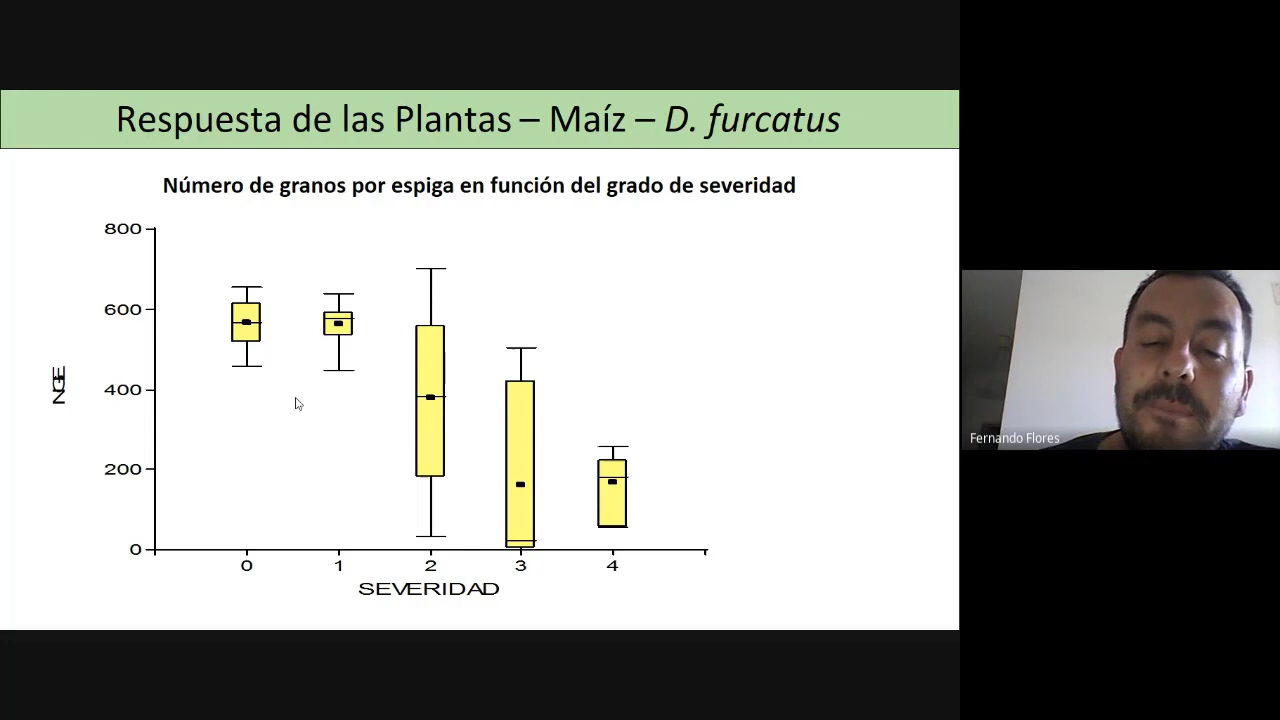 Respuesta de las Plantas – Maíz – D. furcatus
Número de granos por espiga en función del grado de severidad
800
600
400
200
0
NGE
0 1 2 3 4
SEVERIDAD
Fernando Flores